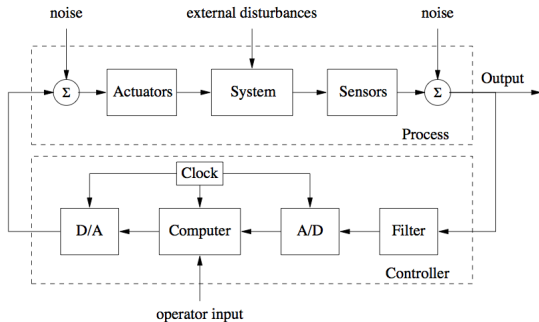 noise
external disturbances
noise
Σ
Actuators
System
Sensors
Σ
Output
Process
Clock
D/A
Computer
A/D
Filter
Controller
operator input